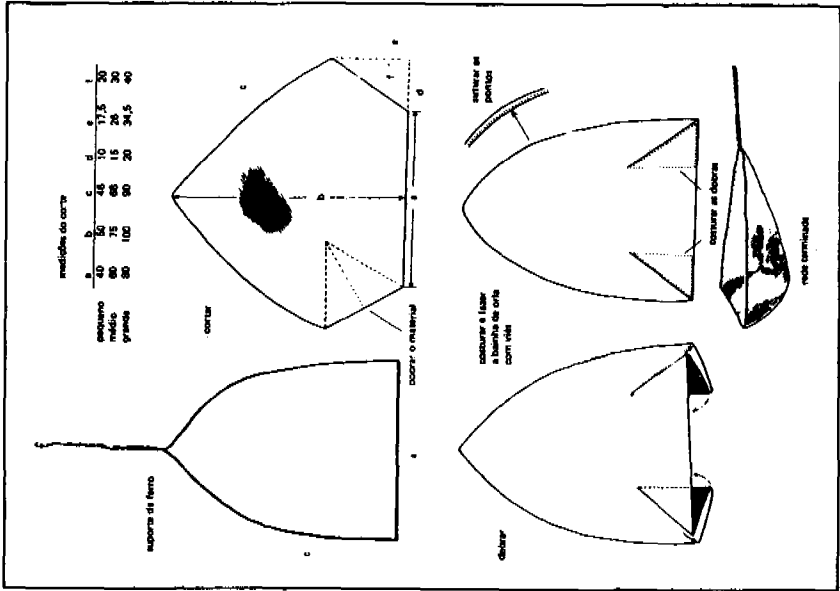 medições do corte
a b c d e f
pequeno 40 50 45 10 17,5 20
médio 60 75 68 15 26 30
grande 80 100 90 20 34,5 40
suporte de ferro
c
a
cortar
c
b
a
d
e
f
dobrar o material
dobrar
costurar e fazer
a bainha da orla
com viés
suturar os
pontos
costurar as dobras
rede terminada